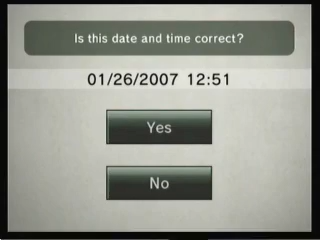 Is this date and time correct?
01/26/2007 12:51
Yes
No